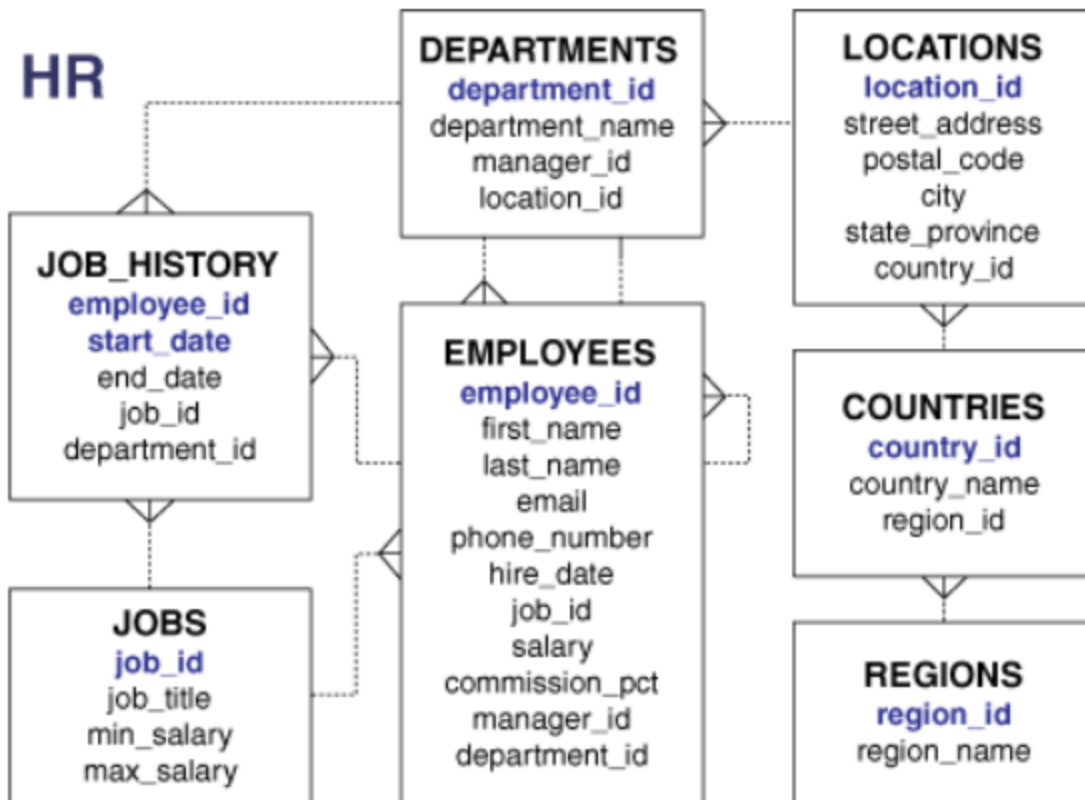 HR
DEPARTMENTS
department_id
department_name
manager_id
location_id
LOCATIONS
location_id
street_address
postal_code
city
state_province
country_id
JOB_HISTORY
employee_id
start_date
end_date
job_id
department_id
EMPLOYEES
employee_id
first_name
last_name
email
phone_number
hire_date
job_id
salary
commission_pct
manager_id
department_id
COUNTRIES
country_id
country_name
region_id
JOBS
job_id
job_title
min_salary
max_salary
REGIONS
region_id
region_name